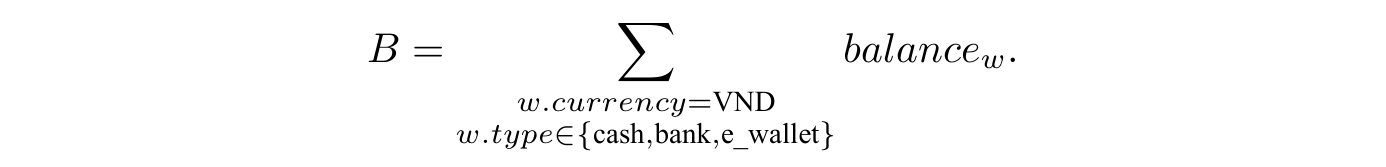 B = ∑ balance_w.
w.currency=VND
w.type∈{cash,bank,e_wallet}